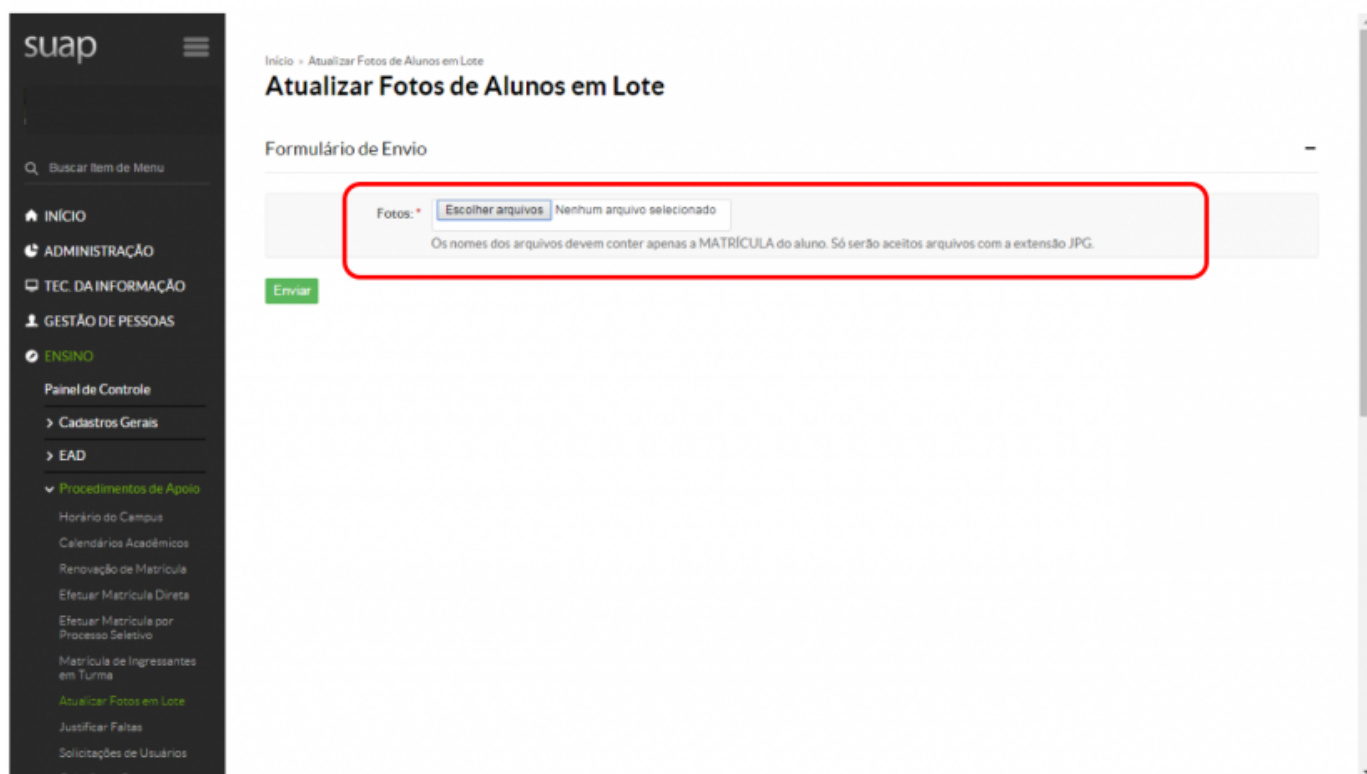 suap
Buscar Item de Menu
INÍCIO
ADMINISTRAÇÃO
TEC. DA INFORMAÇÃO
GESTÃO DE PESSOAS
ENSINO
Painel de Controle
Cadastros Gerais
EAD
Procedimentos de Apoio
Horário do Campus
Calendários Acadêmicos
Renovação de Matrícula
Efetuar Matrícula Direta
Efetuar Matrícula por
Processo Seletivo
Matrícula de Ingressantes
em Turma
Atualizar Fotos em Lote
Justificar Faltas
Solicitações de Usuários
Início » Atualizar Fotos de Alunos em Lote
Atualizar Fotos de Alunos em Lote
Formulário de Envio
Fotos: * Escolher arquivos Nenhum arquivo selecionado
Os nomes dos arquivos devem conter apenas a MATRÍCULA do aluno. Só serão aceitos arquivos com a extensão JPG.
Enviar